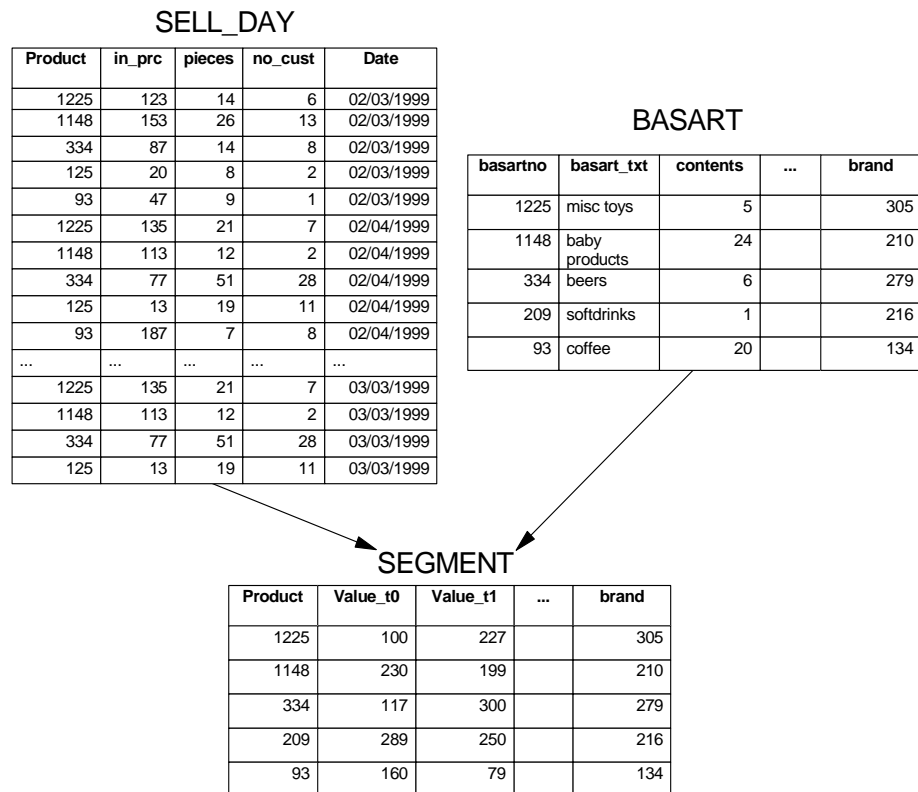 SELL_DAY
Product in_prc pieces no_cust Date
1225 123 14 6 02/03/1999
1148 153 26 13 02/03/1999
334 87 14 8 02/03/1999
125 20 8 2 02/03/1999
93 47 9 1 02/03/1999
1225 135 21 7 02/04/1999
1148 113 12 2 02/04/1999
334 77 51 28 02/04/1999
125 13 19 11 02/04/1999
93 187 7 8 02/04/1999
... ... ... ... ...
1225 135 21 7 03/03/1999
1148 113 12 2 03/03/1999
334 77 51 28 03/03/1999
125 13 19 11 03/03/1999
BASART
basartno basart_txt contents ... brand
1225 misc toys 5 305
1148 baby 24 210
products
334 beers 6 279
209 softdrinks 1 216
93 coffee 20 134
SEGMENT
Product Value_t0 Value_t1 ... brand
1225 100 227 305
1148 230 199 210
334 117 300 279
209 289 250 216
93 160 79 134